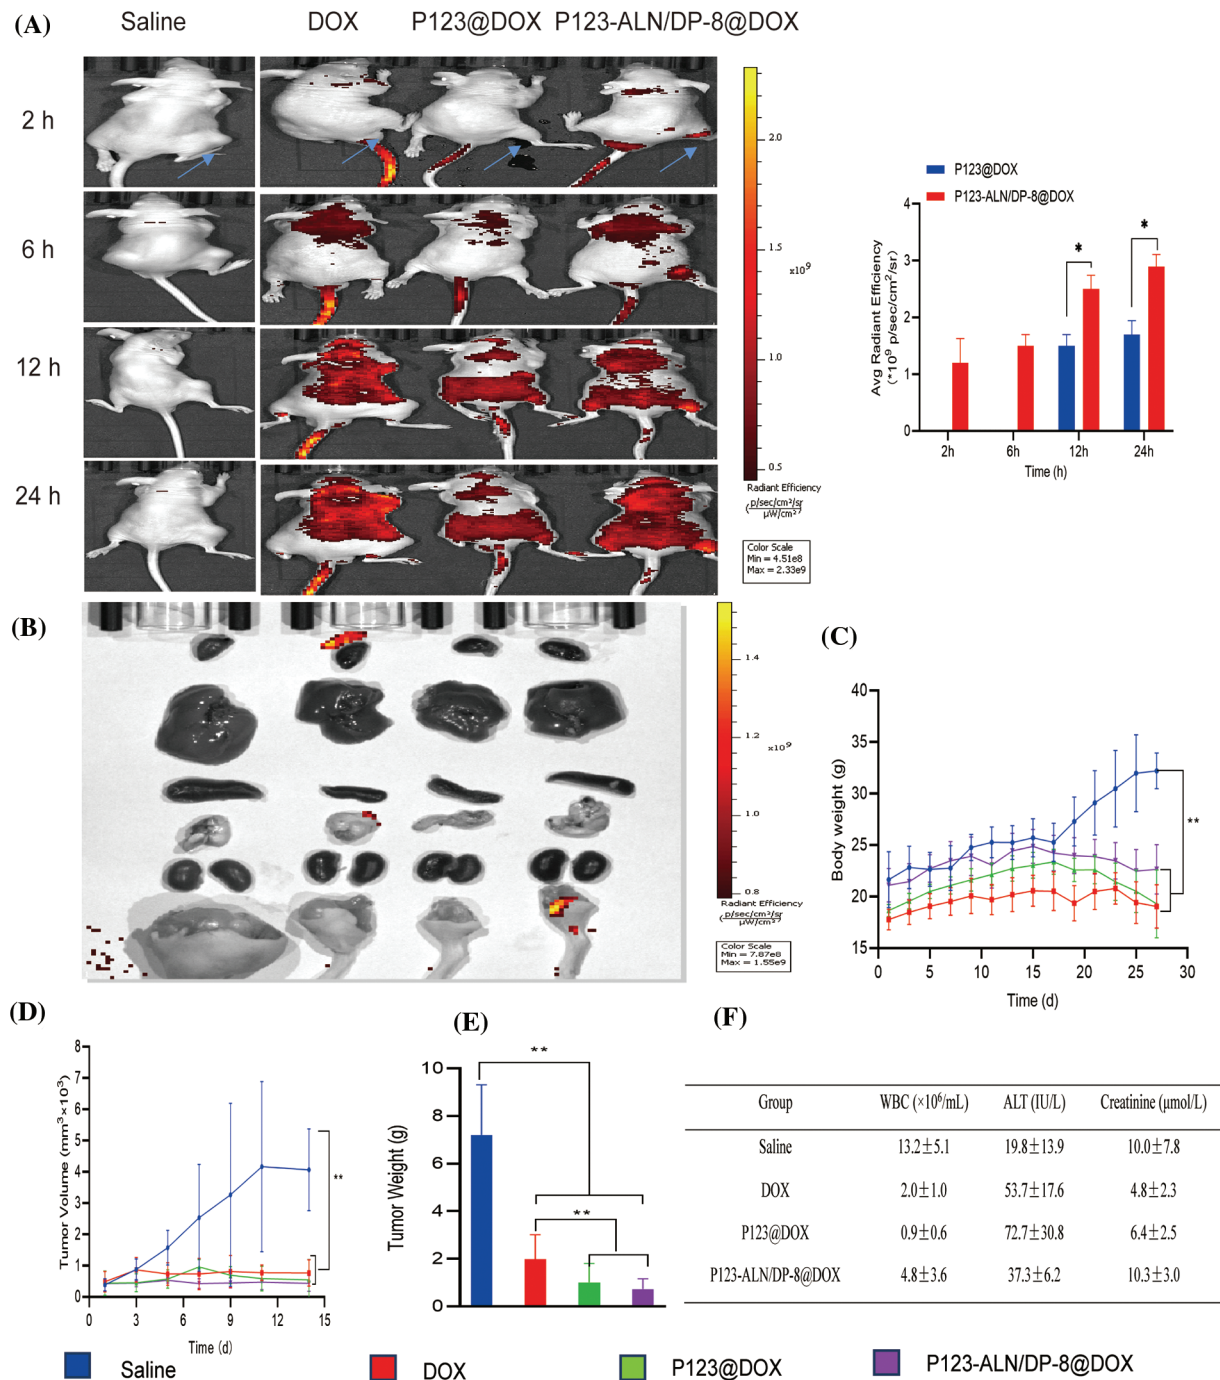 (A)
Saline
DOX
P123@DOX
P123-ALN/DP-8@DOX
2 h
6 h
12 h
24 h
2.0
1.5
×10⁹
1.0
0.5
Radiant Efficiency
(p/sec/cm²/sr / µW/cm²)
Color Scale
Min = 4.51e8
Max = 2.33e9
P123@DOX
P123-ALN/DP-8@DOX
Avg Radiant Efficiency
(*10⁹ p/sec/cm²/sr)
4
3
2
1
0
*
*
2h
6h
12h
24h
Time (h)
(B)
1.4
1.2
×10⁹
1.0
0.8
Radiant Efficiency
(p/sec/cm²/sr / µW/cm²)
Color Scale
Min = 7.87e8
Max = 1.55e9
(C)
Body weight (g)
40
35
30
25
20
15
**
0
5
10
15
20
25
30
Time (d)
(D)
Tumor Volume (mm³×10³)
8
7
6
5
4
3
2
1
0
**
0
3
6
9
12
15
Time (d)
(E)
Tumor Weight (g)
10
8
6
4
2
0
**
**
(F)
Group WBC (×10⁶/mL) ALT (IU/L) Creatinine (µmol/L)
Saline 13.2±5.1 19.8±13.9 10.0±7.8
DOX 2.0±1.0 53.7±17.6 4.8±2.3
P123@DOX 0.9±0.6 72.7±30.8 6.4±2.5
P123-ALN/DP-8@DOX 4.8±3.6 37.3±6.2 10.3±3.0
Saline
DOX
P123@DOX
P123-ALN/DP-8@DOX